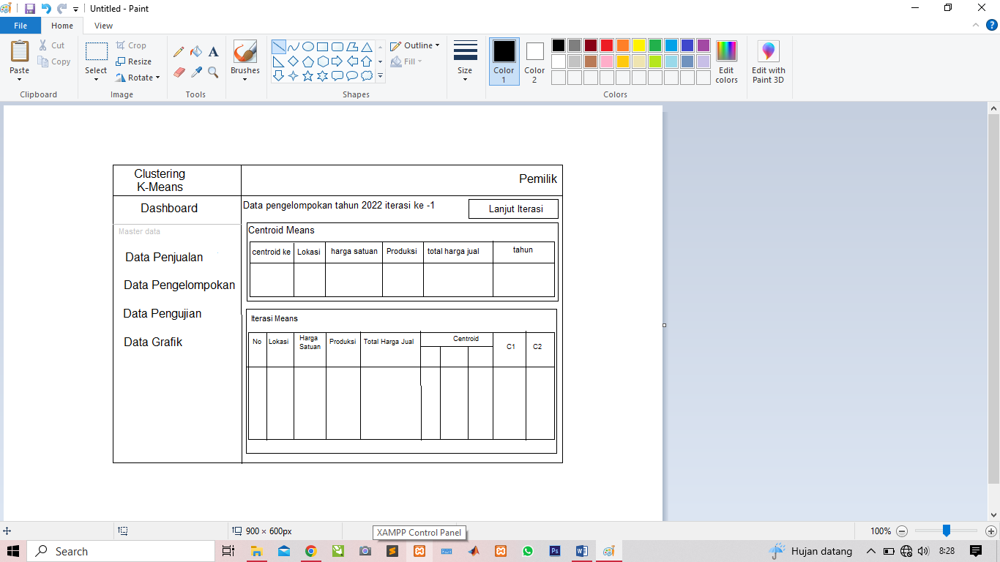 Untitled - Paint
File
Home
View
Paste
Cut
Copy
Clipboard
Select
Crop
Resize
Rotate
Image
A
Tools
Brushes
Outline
Fill
Shapes
Size
Color 1
Color 2
Edit colors
Colors
Edit with Paint 3D
?
Clustering
K-Means
Pemilik
Dashboard
Data pengelompokan tahun 2022 iterasi ke -1
Lanjut Iterasi
Master data
Data Penjualan
Data Pengelompokan
Data Pengujian
Data Grafik
Centroid Means
centroid ke Lokasi harga satuan Produksi total harga jual tahun
Iterasi Means
No Lokasi Harga Satuan Produksi Total Harga Jual Centroid C1 C2
900 × 600px
100%
XAMPP Control Panel
Search
Ps
W
Hujan datang
8:28